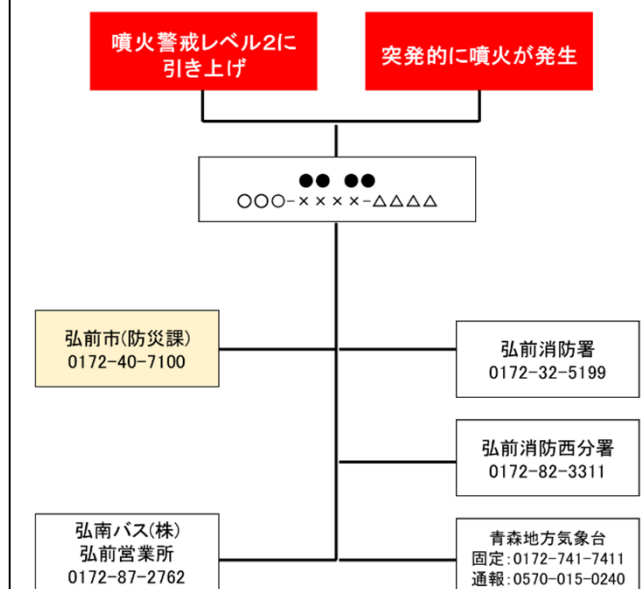 噴火警戒レベル2に
引き上げ
突発的に噴火が発生
●● ●●
○○○-××××-△△△△
弘前市(防災課)
0172-40-7100
弘前消防署
0172-32-5199
弘前消防西分署
0172-82-3311
弘南バス(株)
弘前営業所
0172-87-2762
青森地方気象台
固定:0172-741-7411
通報:0570-015-0240